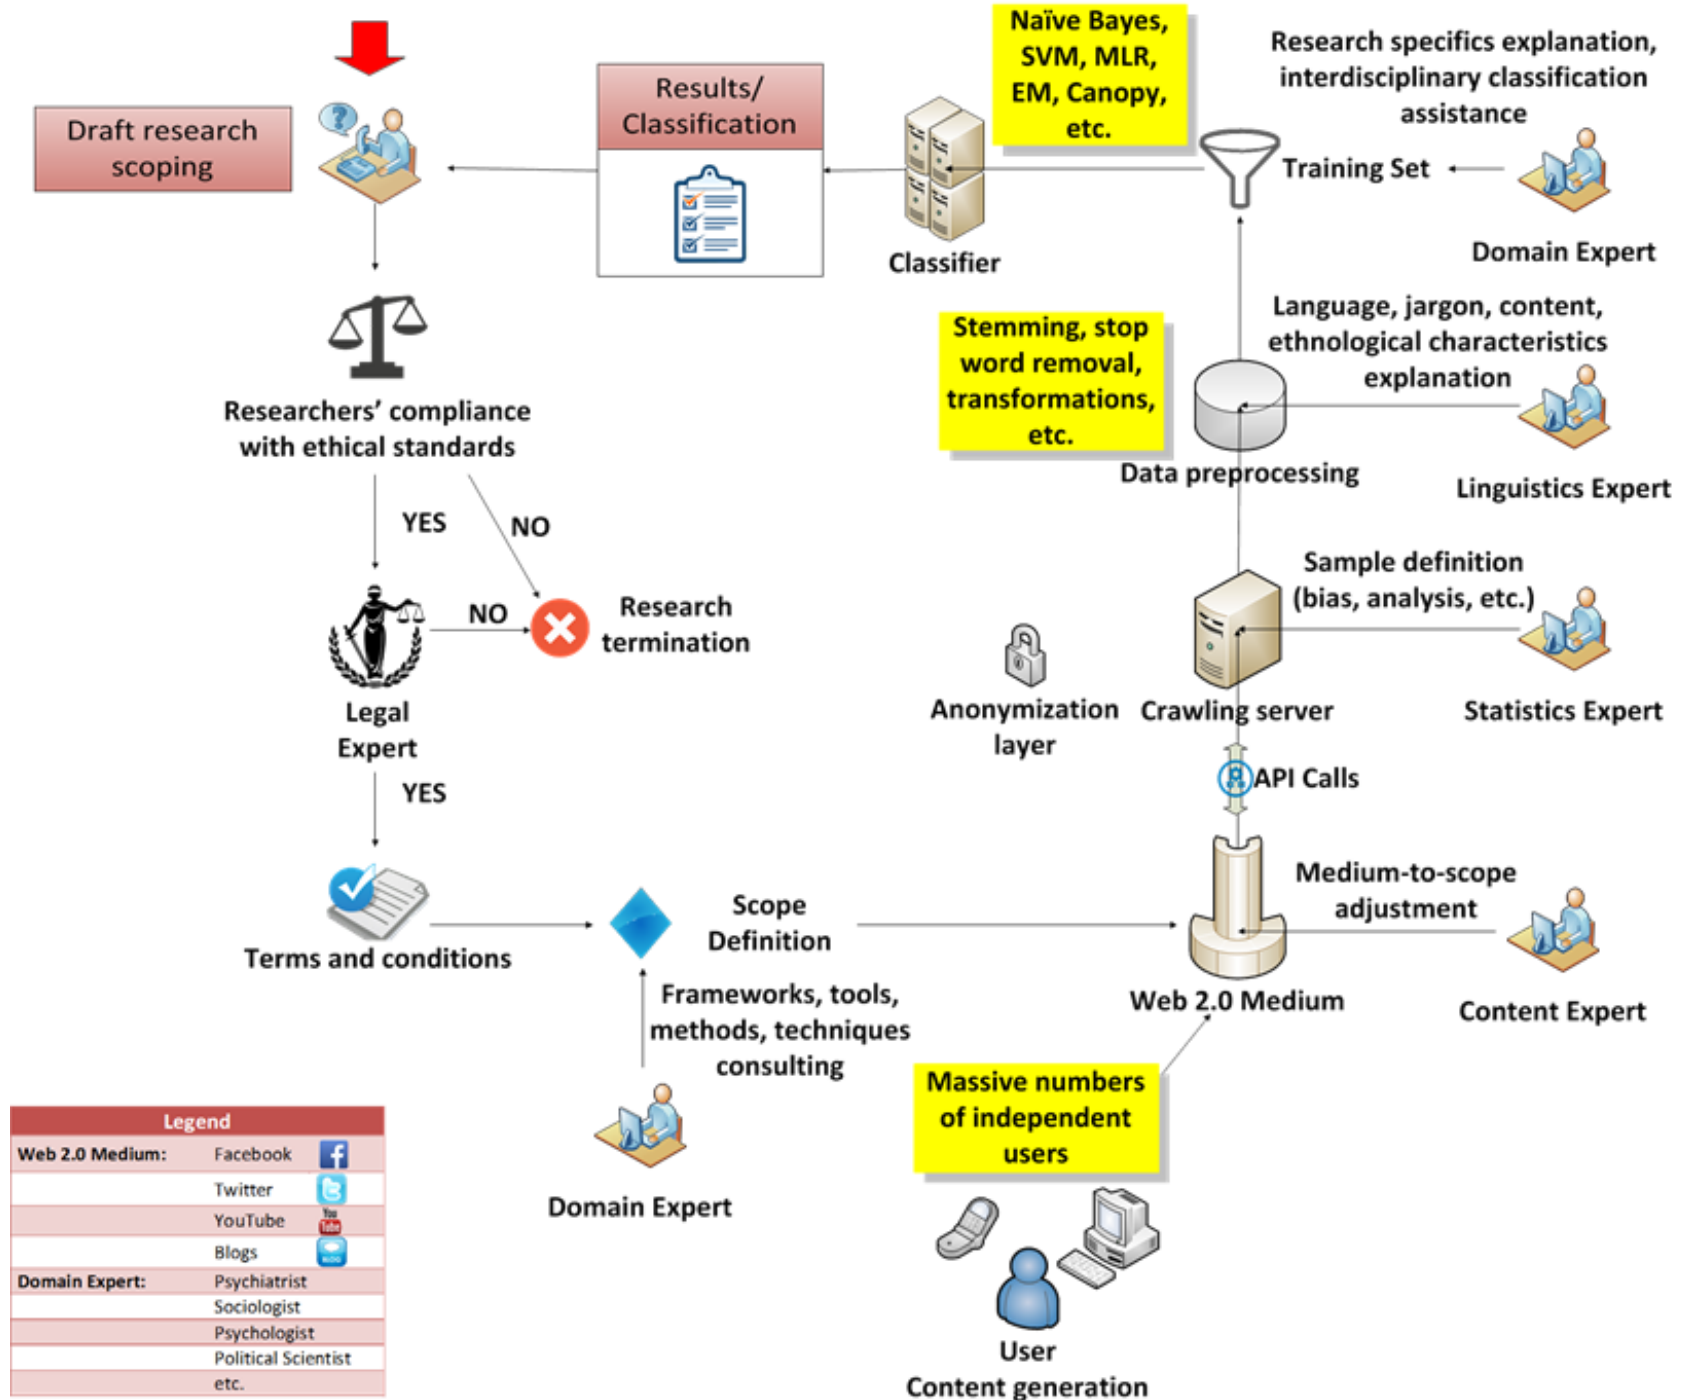 Draft research
scoping
Results/
Classification
Naïve Bayes,
SVM, MLR,
EM, Canopy,
etc.
Research specifics explanation,
interdisciplinary classification
assistance
Training Set
Domain Expert
Classifier
Researchers’ compliance
with ethical standards
Stemming, stop
word removal,
transformations,
etc.
Language, jargon, content,
ethnological characteristics
explanation
Data preprocessing
Linguistics Expert
YES
NO
NO
Research
termination
Legal
Expert
YES
Sample definition
(bias, analysis, etc.)
Anonymization
layer
Crawling server
Statistics Expert
API Calls
Terms and conditions
Scope
Definition
Medium-to-scope
adjustment
Web 2.0 Medium
Content Expert
Frameworks, tools,
methods, techniques
consulting
Domain Expert
Massive numbers
of independent
users
User
Content generation
Legend
Web 2.0 Medium: Facebook f
Twitter
YouTube You Tube
Blogs BLOG
Domain Expert: Psychiatrist
Sociologist
Psychologist
Political Scientist
etc.